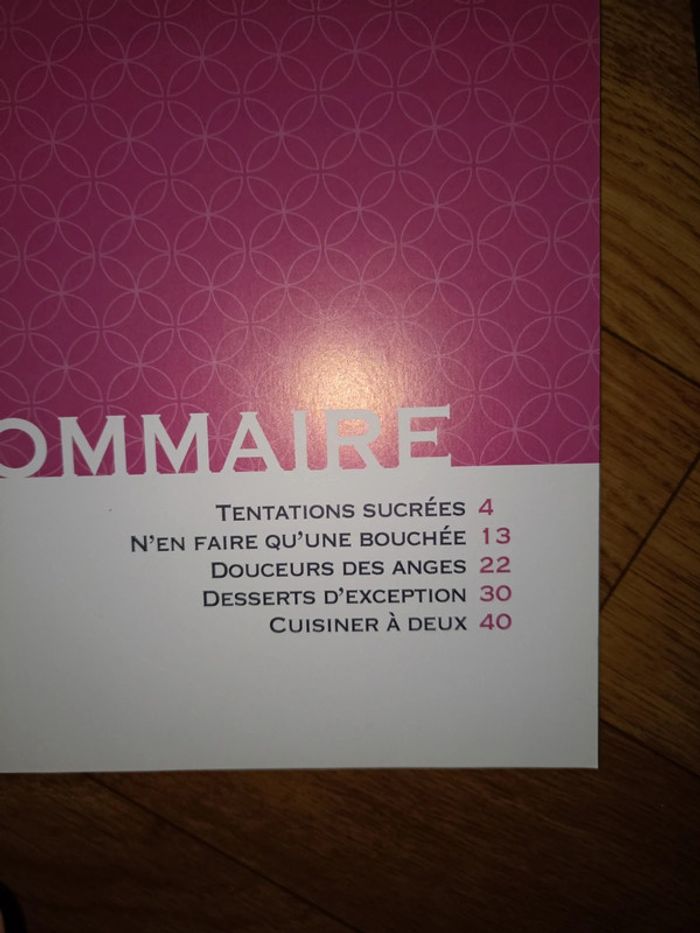 OMMAIRE
TENTATIONS SUCRÉES 4
N'EN FAIRE QU'UNE BOUCHÉE 13
DOUCEURS DES ANGES 22
DESSERTS D'EXCEPTION 30
CUISINER À DEUX 40